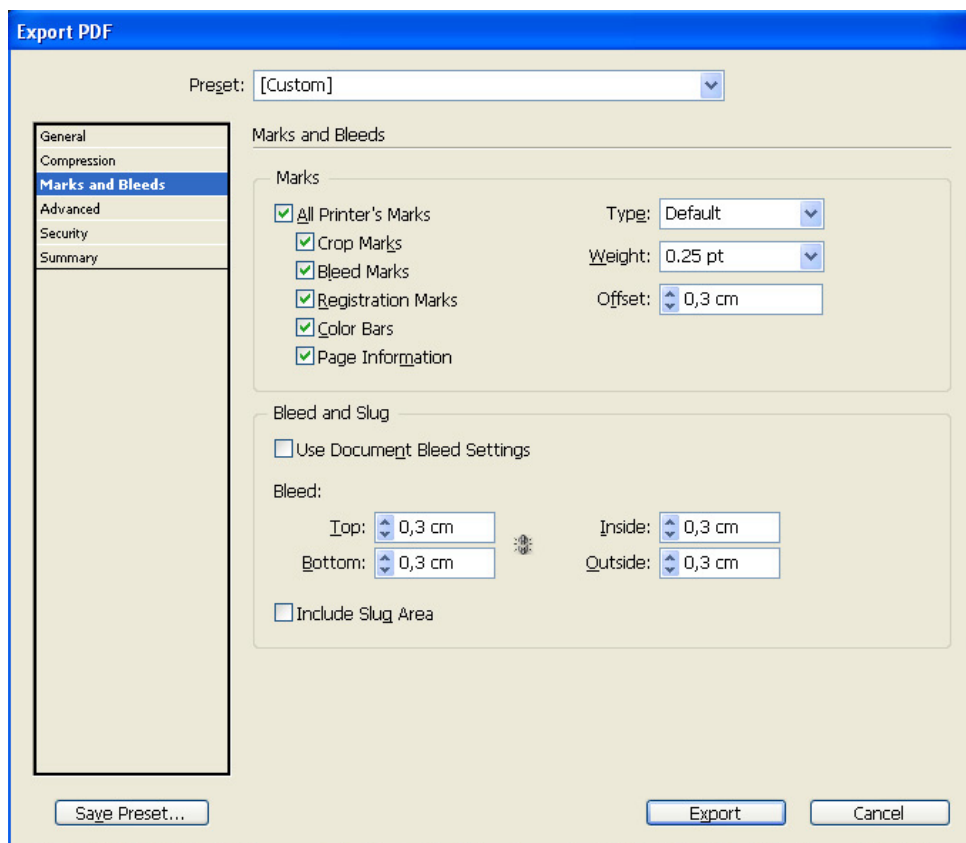 Export PDF
Preset: [Custom]
General
Compression
Marks and Bleeds
Advanced
Security
Summary
Marks and Bleeds
Marks
All Printer's Marks
Crop Marks
Bleed Marks
Registration Marks
Color Bars
Page Information
Type: Default
Weight: 0.25 pt
Offset: 0,3 cm
Bleed and Slug
Use Document Bleed Settings
Bleed:
Top: 0,3 cm
Bottom: 0,3 cm
Inside: 0,3 cm
Outside: 0,3 cm
Include Slug Area
Save Preset...
Export
Cancel